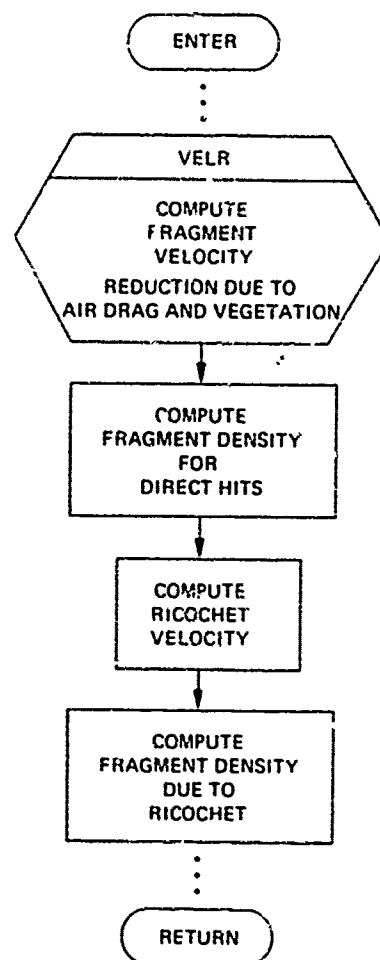 ENTER
VELR
COMPUTE
FRAGMENT
VELOCITY
REDUCTION DUE TO
AIR DRAG AND VEGETATION
COMPUTE
FRAGMENT DENSITY
FOR
DIRECT HITS
COMPUTE
RICOCHET
VELOCITY
COMPUTE
FRAGMENT DENSITY
DUE TO
RICOCHET
RETURN